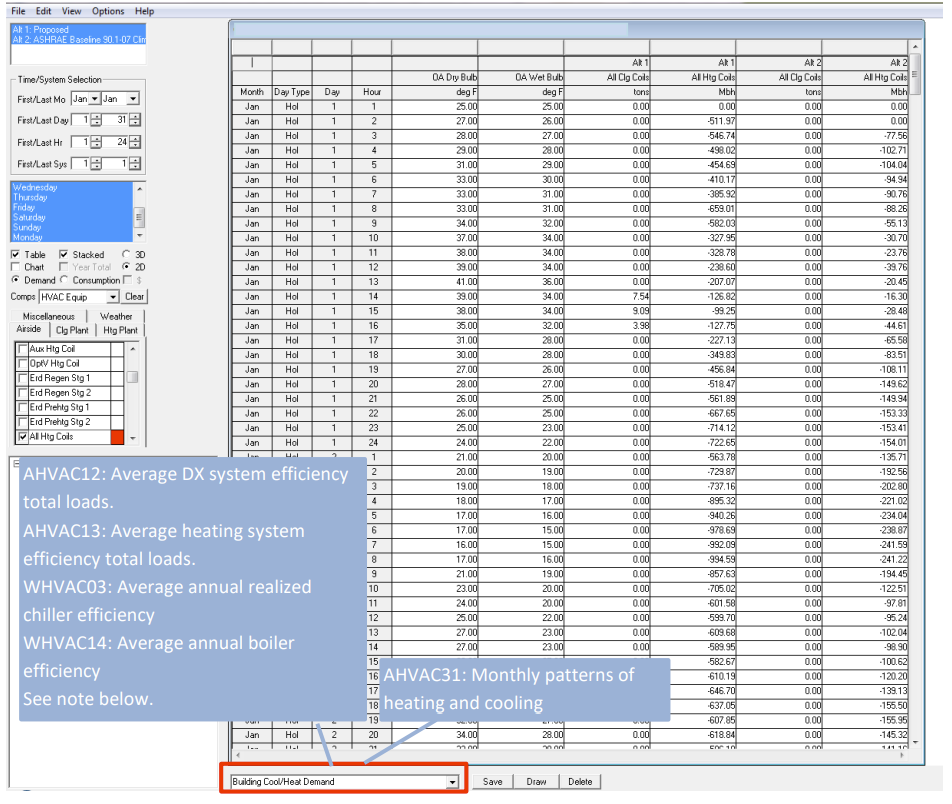 File Edit View Options Help
Alt 1: Proposed
Alt 2: ASHRAE Baseline 90.1-07 Clin
Time/System Selection
First/Last Mo Jan Jan
First/Last Day 1 31
First/Last Hr 1 24
First/Last Sys 1 1
Wednesday
Thursday
Friday
Saturday
Sunday
Monday
Table Stacked 3D
Chart Year Total 2D
Demand Consumption $
Comps HVAC Equip Clear
Miscellaneous Weather
Airside Clg Plant Htg Plant
Aux Htg Coil
OptV Htg Coil
Erd Regen Stg 1
Erd Regen Stg 2
Erd Prehtg Stg 1
Erd Prehtg Stg 2
All Htg Coils
Alt 1 Alt 1 Alt 2 Alt 2
OA Dry Bulb OA Wet Bulb All Clg Coils All Htg Coils All Clg Coils All Htg Coils
Month Day Type Day Hour deg F deg F tons Mbh tons Mbh
Jan Hol 1 1 25.00 25.00 0.00 0.00 0.00 0.00
Jan Hol 1 2 27.00 26.00 0.00 -511.97 0.00 0.00
Jan Hol 1 3 28.00 27.00 0.00 -546.74 0.00 -77.56
Jan Hol 1 4 29.00 28.00 0.00 -498.02 0.00 -102.71
Jan Hol 1 5 31.00 29.00 0.00 -454.69 0.00 -104.04
Jan Hol 1 6 33.00 30.00 0.00 -410.17 0.00 -94.94
Jan Hol 1 7 33.00 31.00 0.00 -385.92 0.00 -90.76
Jan Hol 1 8 33.00 31.00 0.00 -659.01 0.00 -88.26
Jan Hol 1 9 34.00 32.00 0.00 -582.03 0.00 -55.13
Jan Hol 1 10 37.00 34.00 0.00 -327.95 0.00 -30.70
Jan Hol 1 11 38.00 34.00 0.00 -328.78 0.00 -23.76
Jan Hol 1 12 39.00 34.00 0.00 -238.60 0.00 -39.76
Jan Hol 1 13 41.00 36.00 0.00 -207.07 0.00 -20.45
Jan Hol 1 14 39.00 34.00 7.54 -126.82 0.00 -16.30
Jan Hol 1 15 38.00 34.00 9.09 -99.25 0.00 -28.48
Jan Hol 1 16 35.00 32.00 3.98 -127.75 0.00 -44.61
Jan Hol 1 17 31.00 28.00 0.00 -227.13 0.00 -65.58
Jan Hol 1 18 30.00 28.00 0.00 -349.83 0.00 -83.51
Jan Hol 1 19 27.00 26.00 0.00 -456.84 0.00 -108.11
Jan Hol 1 20 28.00 27.00 0.00 -518.47 0.00 -149.62
Jan Hol 1 21 26.00 25.00 0.00 -561.89 0.00 -149.94
Jan Hol 1 22 26.00 25.00 0.00 -667.65 0.00 -153.33
Jan Hol 1 23 25.00 23.00 0.00 -714.12 0.00 -153.41
Jan Hol 1 24 24.00 22.00 0.00 -722.65 0.00 -154.01
Jan Hol 2 1 21.00 20.00 0.00 -563.78 0.00 -135.71
2 20.00 19.00 0.00 -729.87 0.00 -192.56
3 19.00 18.00 0.00 -737.16 0.00 -202.80
4 18.00 17.00 0.00 -895.32 0.00 -221.02
5 17.00 16.00 0.00 -940.26 0.00 -234.04
6 17.00 15.00 0.00 -978.69 0.00 -238.87
7 16.00 15.00 0.00 -992.09 0.00 -241.59
8 17.00 16.00 0.00 -994.59 0.00 -241.22
9 21.00 19.00 0.00 -857.63 0.00 -194.45
10 23.00 20.00 0.00 -705.02 0.00 -122.51
11 24.00 20.00 0.00 -601.58 0.00 -97.81
12 25.00 22.00 0.00 -599.70 0.00 -95.24
13 27.00 23.00 0.00 -609.68 0.00 -102.04
14 27.00 23.00 0.00 -589.95 0.00 -98.90
15 -582.67 0.00 -100.62
16 -610.19 0.00 -120.20
17 -646.70 0.00 -139.13
18 -637.05 0.00 -155.50
19 -607.85 0.00 -155.95
Jan Hol 2 20 34.00 28.00 0.00 -618.84 0.00 -145.32
AHVAC12: Average DX system efficiency
total loads.
AHVAC13: Average heating system
efficiency total loads.
WHVAC03: Average annual realized
chiller efficiency
WHVAC14: Average annual boiler
efficiency
See note below.
AHVAC31: Monthly patterns of
heating and cooling
Building Cool/Heat Demand Save Draw Delete